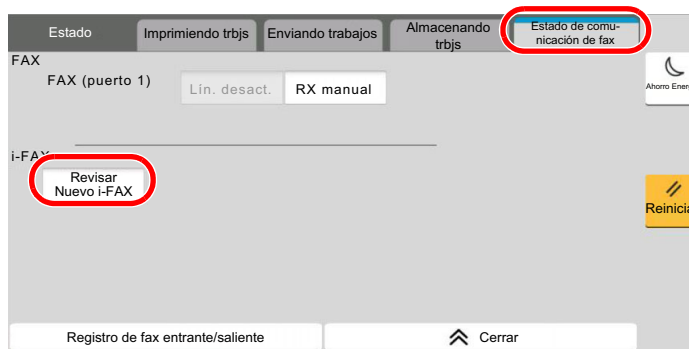 Estado
Imprimiendo trbjs
Enviando trabajos
Almacenando
trbjs
Estado de comu-
nicación de fax
FAX
FAX (puerto 1)
Lín. desact.
RX manual
Ahorro Ener
i-FAX
Revisar
Nuevo i-FAX
Reinicia
Registro de fax entrante/saliente
Cerrar